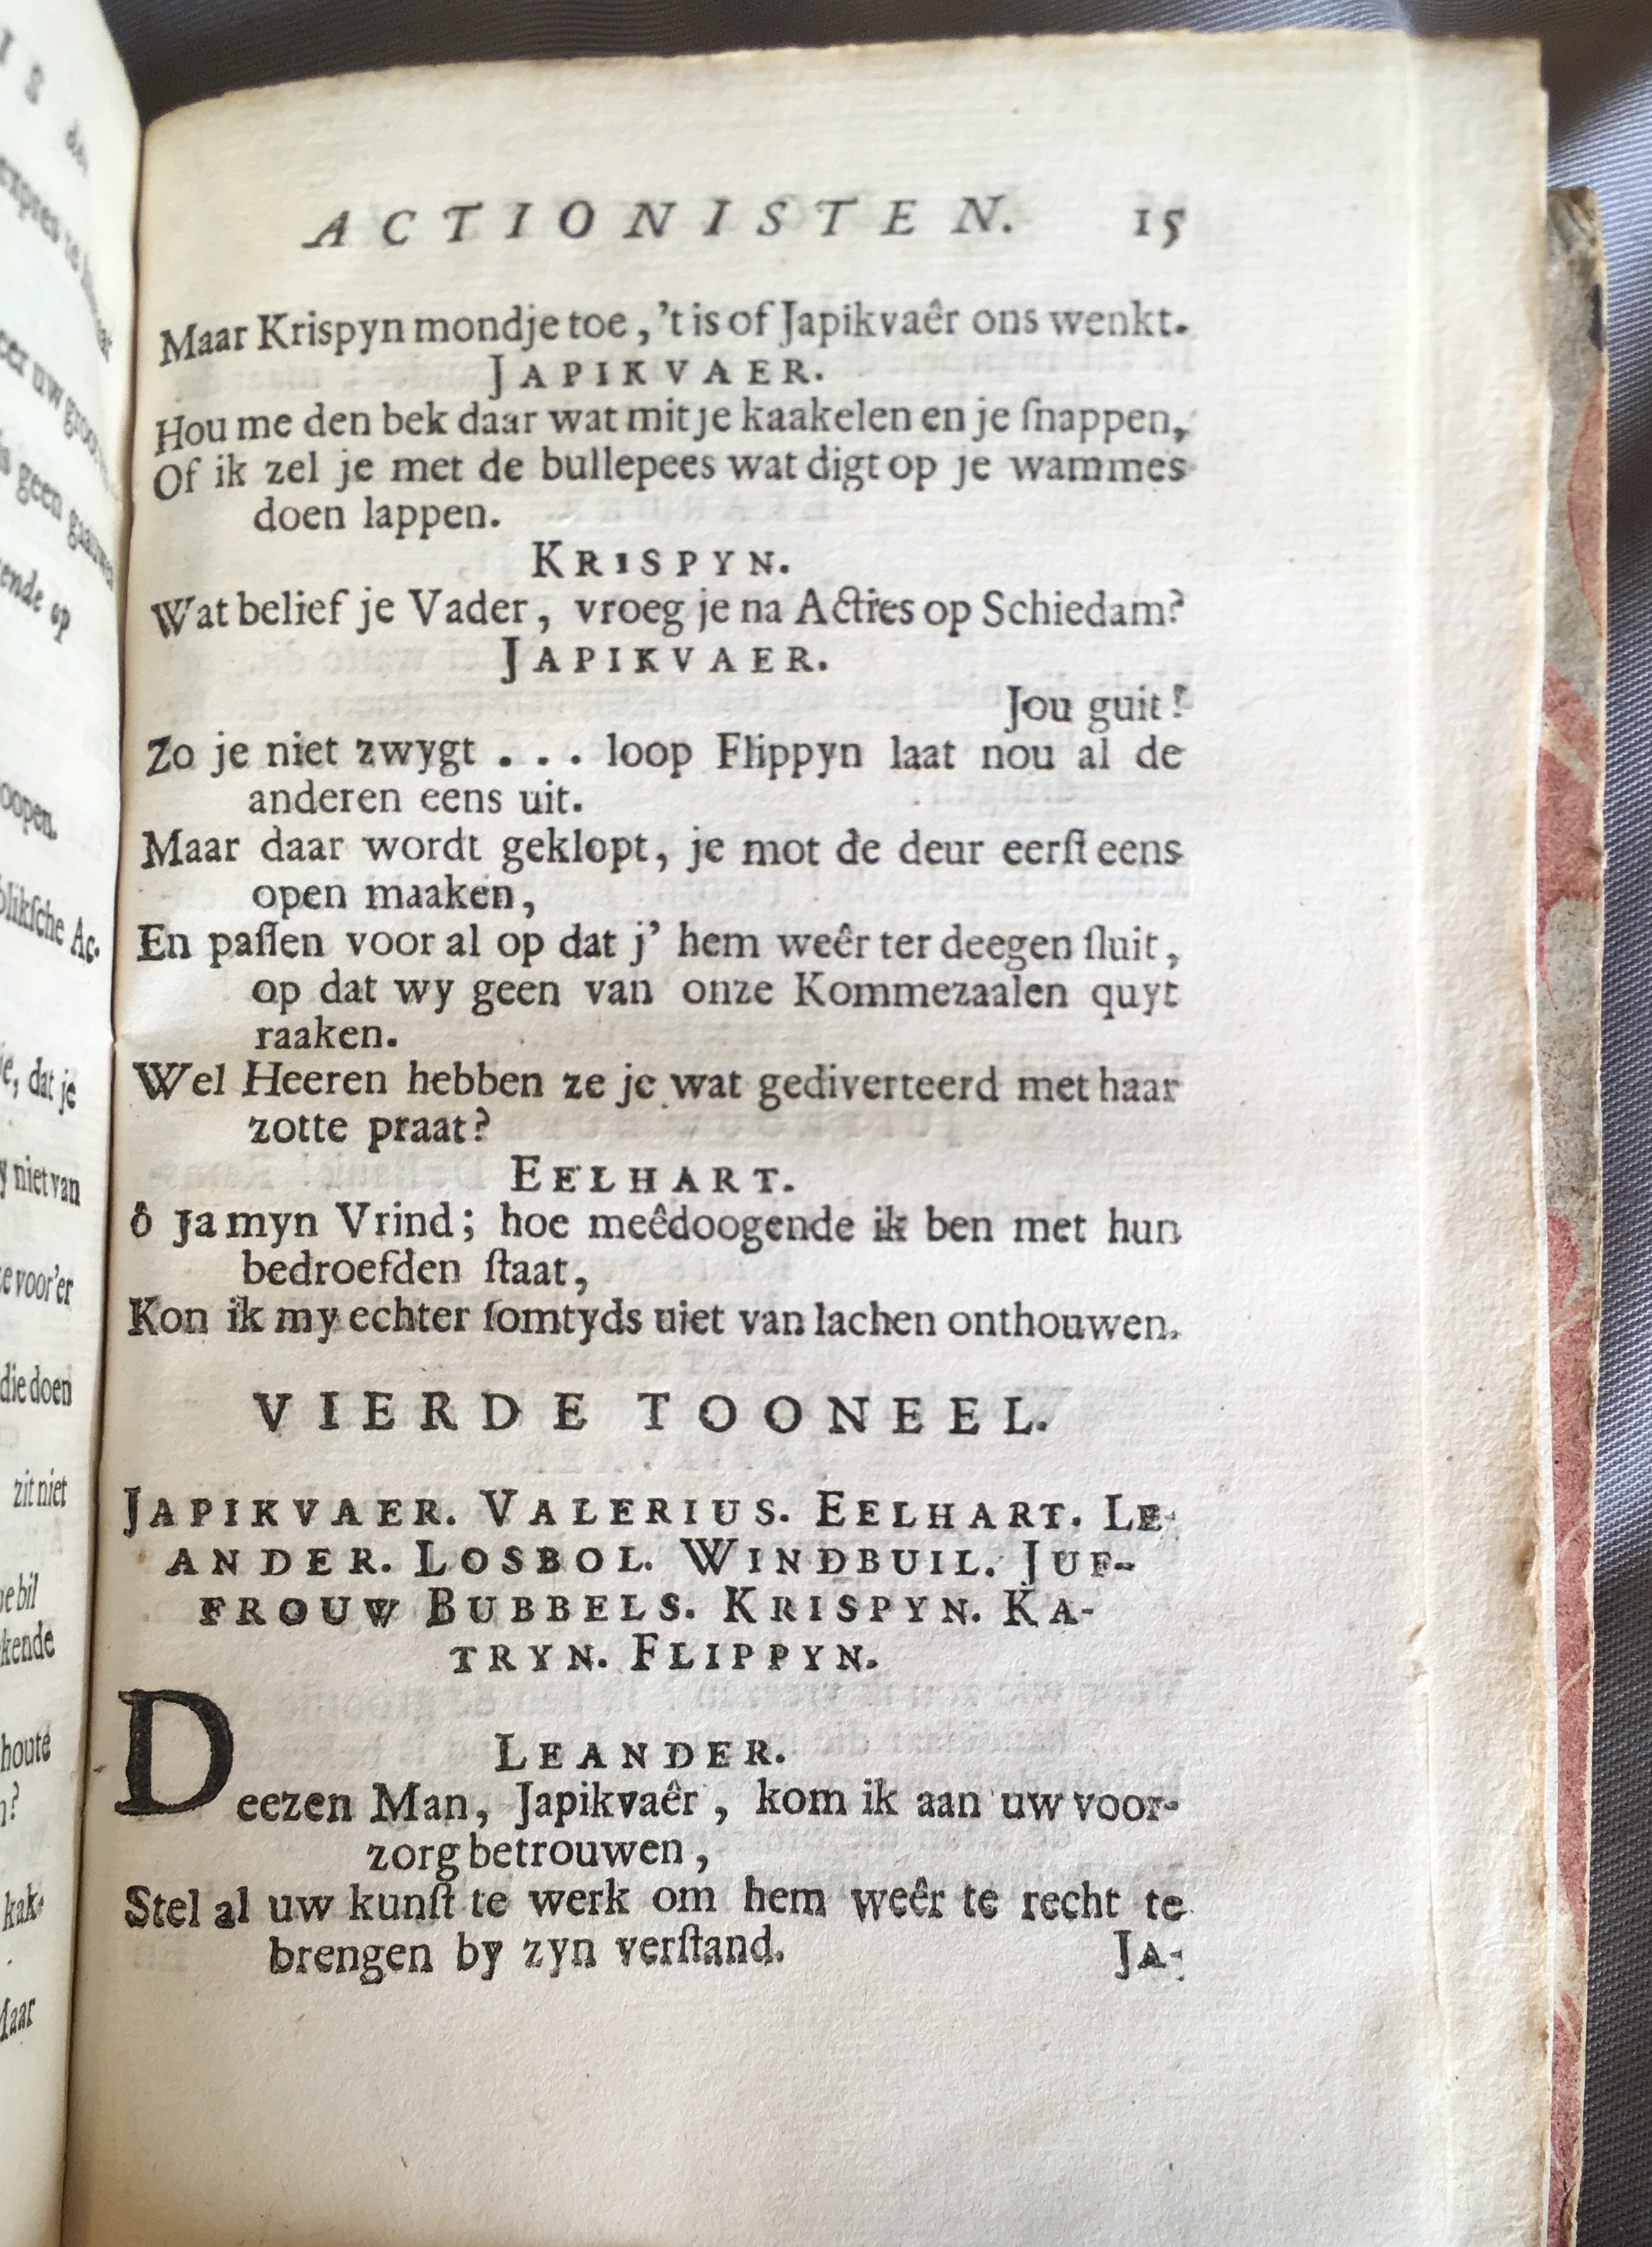 ACTIONISTEN. 15
Maar Krispyn mondje toe, 't is of Japikvaêr ons wenkt.
JAPIKVAER.
Hou me den bek daar wat mit je kaakelen en je ſnappen,
Of ik zel je met de bullepees wat digt op je wammes
doen lappen.
KRISPYN.
Wat belief je Vader, vroeg je na Acties op Schiedam?
JAPIKVAER.
Jou guit!
Zo je niet zwygt . . . loop Flippyn laat nou al de
anderen eens uit.
Maar daar wordt geklopt, je mot de deur eerſt eens
open maaken,
En paſſen voor al op dat j' hem weêr ter deegen ſluit,
op dat wy geen van onze Kommezaalen quyt
raaken.
Wel Heeren hebben ze je wat gediverteerd met haar
zotte praat?
EELHART.
ô ja myn Vrind; hoe meêdoogende ik ben met hun
bedroefden ſtaat,
Kon ik my echter ſomtyds uiet van lachen onthouwen.
VIERDE TOONEEL.
JAPIKVAER. VALERIUS. EELHART. LE-
ANDER. LOSBOL. WINDBUIL. JUF-
FROUW BUBBELS. KRISPYN. KA-
TRYN. FLIPPYN.
LEANDER.
Deezen Man, Japikvaêr, kom ik aan uw voor-
zorg betrouwen,
Stel al uw kunſt te werk om hem weêr te recht te
brengen by zyn verſtand. JA-